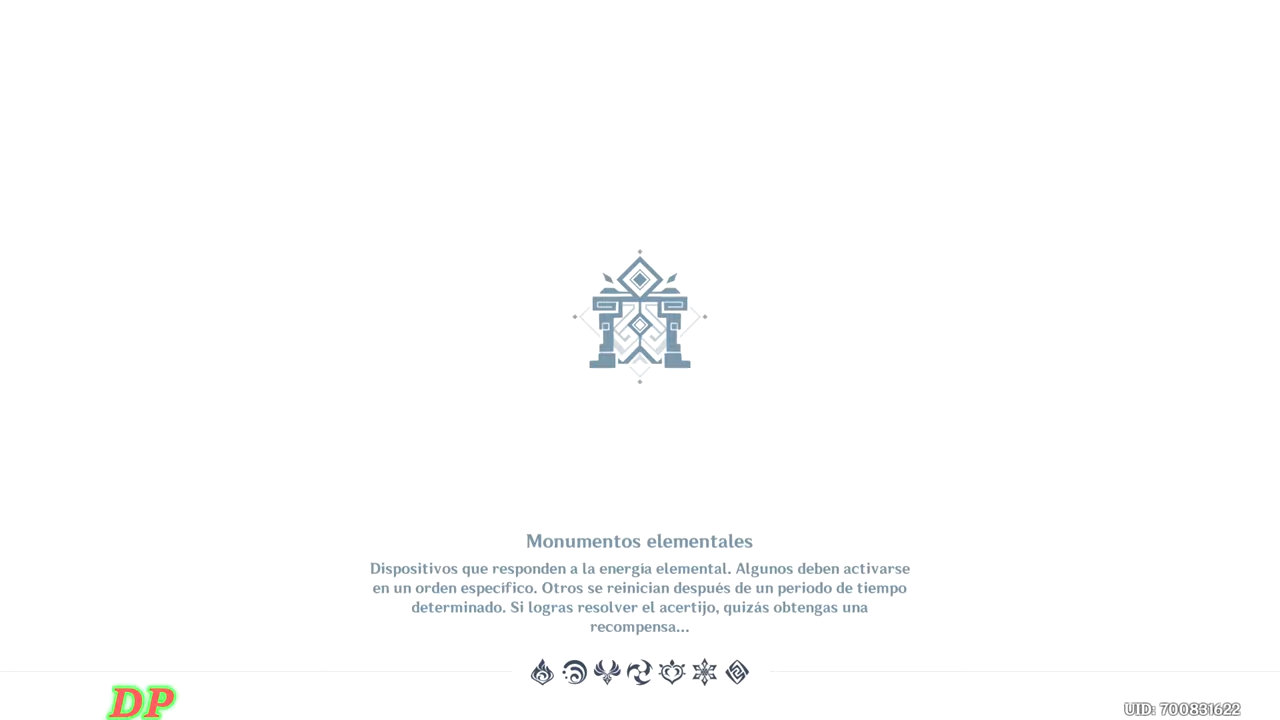 Monumentos elementales
Dispositivos que responden a la energía elemental. Algunos deben activarse
en un orden específico. Otros se reinician después de un periodo de tiempo
determinado. Si logras resolver el acertijo, quizás obtengas una
recompensa...
DP
UID: 700831622